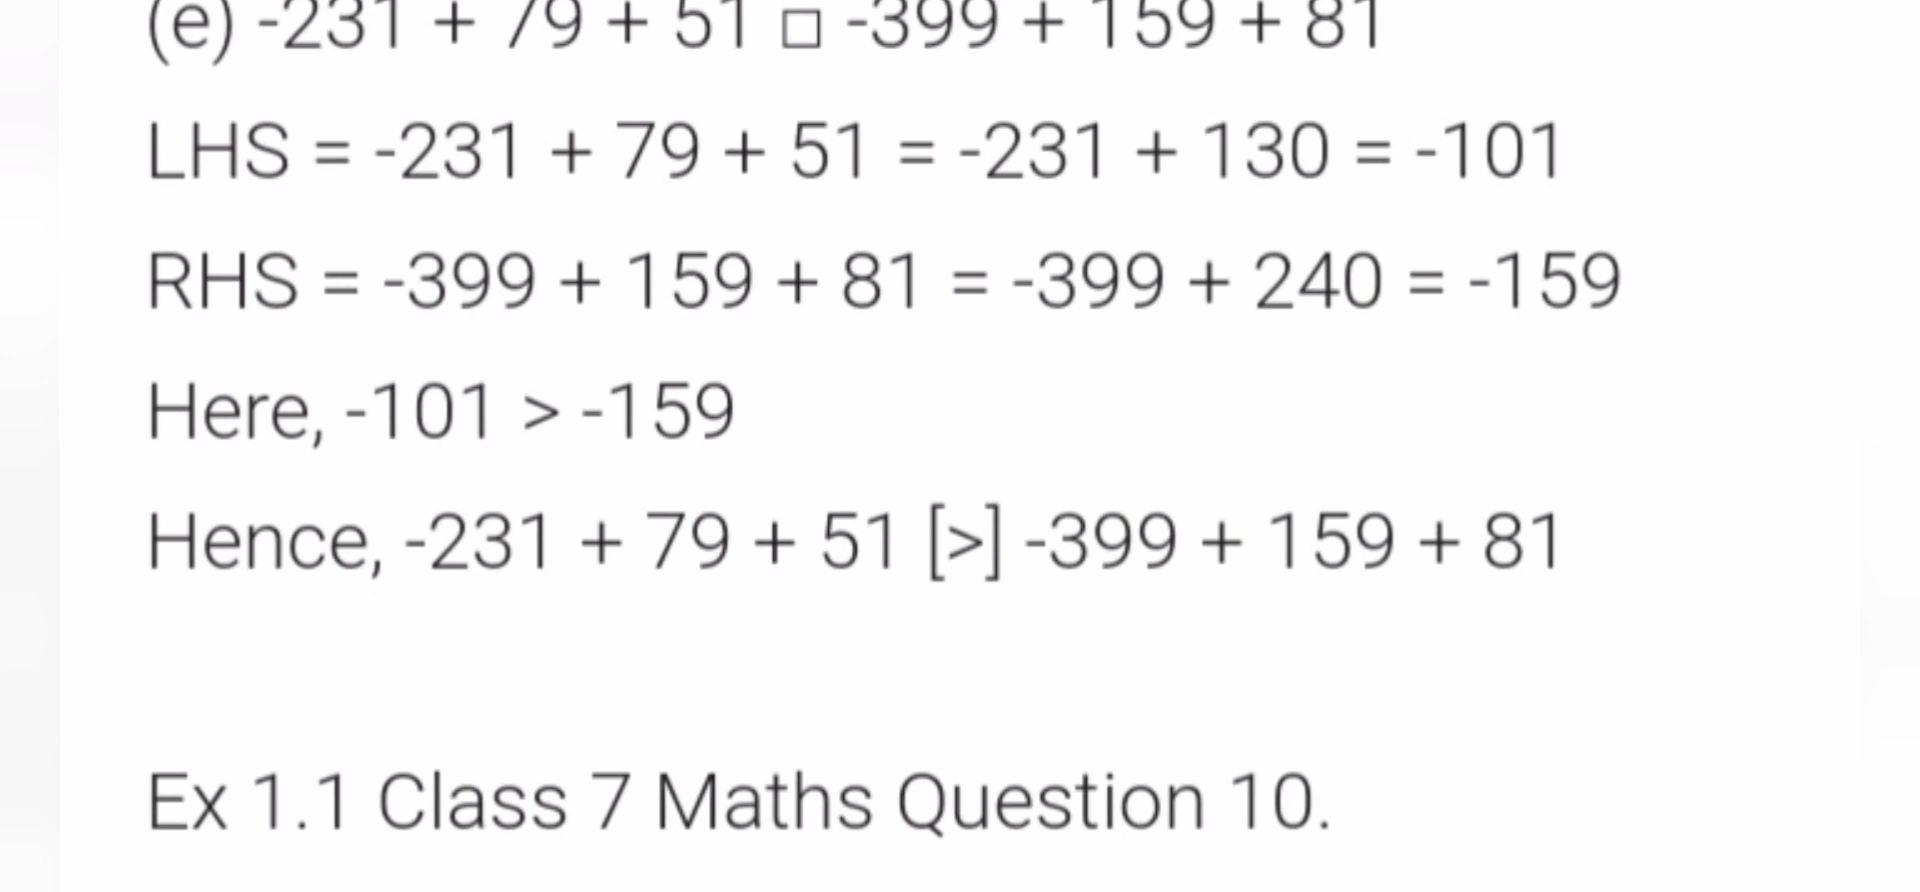 (e) -231 + 79 + 51 □ -399 + 159 + 81
LHS = -231 + 79 + 51 = -231 + 130 = -101
RHS = -399 + 159 + 81 = -399 + 240 = -159
Here, -101 > -159
Hence, -231 + 79 + 51 [>] -399 + 159 + 81
Ex 1.1 Class 7 Maths Question 10.